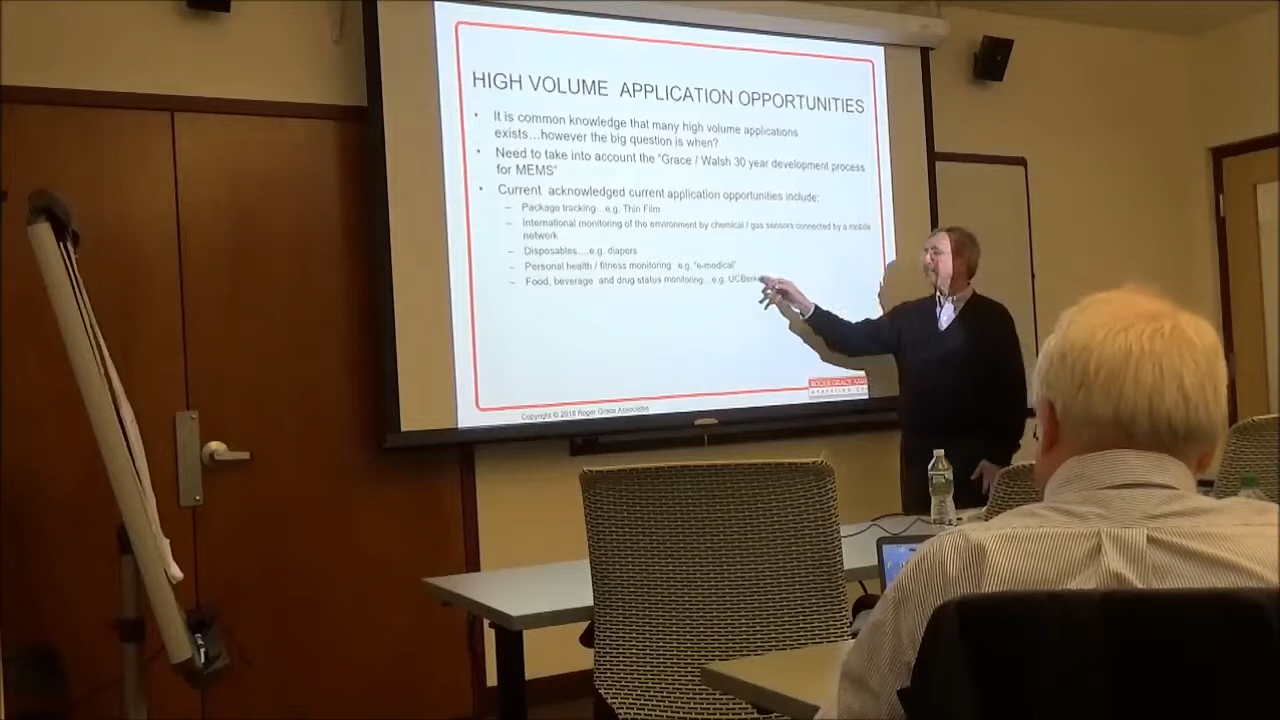 HIGH VOLUME APPLICATION OPPORTUNITIES
• It is common knowledge that many high volume applications
exists…however the big question is when?
• Need to take into account the "Grace / Walsh 30 year development process
for MEMS"
• Current acknowledged current application opportunities include:
– Package tracking…e.g. Thin Film
– International monitoring of the environment by chemical / gas sensors connected by a mobile
network
– Disposables….e.g. diapers
– Personal health / fitness monitoring e.g. "e-medical"
– Food, beverage and drug status monitoring…e.g. UCBerk
ROGER GRACE
Copyright © 2018 Roger Grace Associates